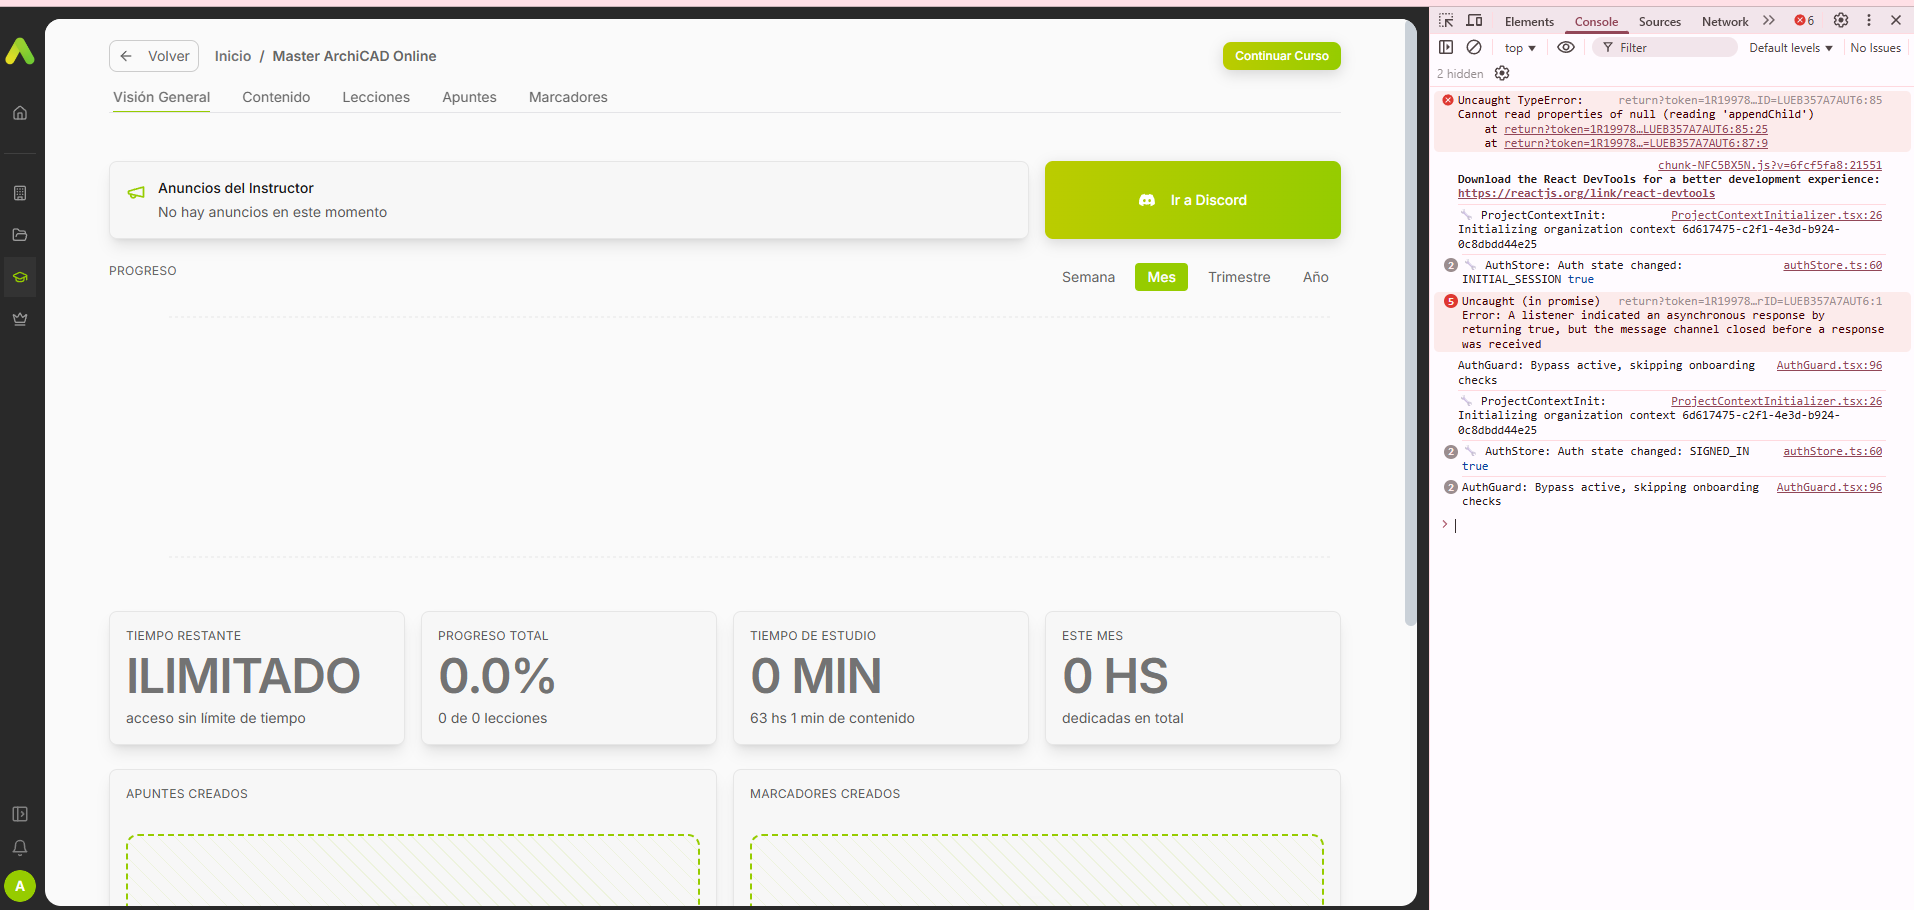 Volver Inicio / Master ArchiCAD Online
Continuar Curso
Visión General Contenido Lecciones Apuntes Marcadores
Anuncios del Instructor
No hay anuncios en este momento
Ir a Discord
PROGRESO
Semana Mes Trimestre Año
TIEMPO RESTANTE
ILIMITADO
acceso sin límite de tiempo
PROGRESO TOTAL
0.0%
0 de 0 lecciones
TIEMPO DE ESTUDIO
0 MIN
63 hs 1 min de contenido
ESTE MES
0 HS
dedicadas en total
APUNTES CREADOS
MARCADORES CREADOS
A
Elements Console Sources Network 6
top Filter Default levels No Issues
2 hidden
Uncaught TypeError: return?token=1R19978…ID=LUEB357A7AUT6:85
Cannot read properties of null (reading 'appendChild')
at return?token=1R19978…LUEB357A7AUT6:85:25
at return?token=1R19978…=LUEB357A7AUT6:87:9
chunk-NFC5BX5N.js?v=6fcf5fa8:21551
Download the React DevTools for a better development experience:
https://reactjs.org/link/react-devtools
ProjectContextInit: ProjectContextInitializer.tsx:26
Initializing organization context 6d617475-c2f1-4e3d-b924-
0c8dbdd44e25
2 AuthStore: Auth state changed: authStore.ts:60
INITIAL_SESSION true
5 Uncaught (in promise) return?token=1R19978…rID=LUEB357A7AUT6:1
Error: A listener indicated an asynchronous response by
returning true, but the message channel closed before a response
was received
AuthGuard: Bypass active, skipping onboarding AuthGuard.tsx:96
checks
ProjectContextInit: ProjectContextInitializer.tsx:26
Initializing organization context 6d617475-c2f1-4e3d-b924-
0c8dbdd44e25
2 AuthStore: Auth state changed: SIGNED_IN authStore.ts:60
true
2 AuthGuard: Bypass active, skipping onboarding AuthGuard.tsx:96
checks